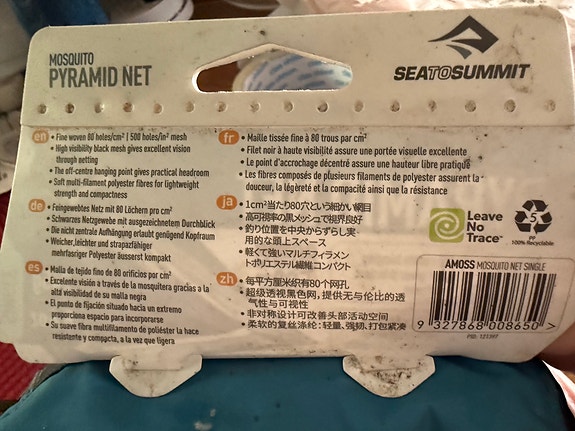 MOSQUITO
PYRAMID NET
SEATOSUMMIT
en • Fine woven 80 holes/cm² | 500 holes/in² mesh
• High visibility black mesh gives excellent vision
through netting
• The off-centre hanging point gives practical headroom
• Soft multi-filament polyester fibres for lightweight
strength and compactness
de • Feingewebtes Netz mit 80 Löchern pro cm²
• Schwarzes Netzgewebe mit ausgezeichnetem Durchblick
• Die nicht zentrale Aufhängung erlaubt genügend Kopfraum
• Weicher, leichter und strapazfähiger
mehrfasriger Polyester äusserst kompakt
es • Malla de tejido fino de 80 orificios por cm²
• Excelente visión a través de la mosquitera gracias a la
alta visibilidad de su malla negra
• El punto de fijación situado hacia un extremo
proporciona espacio para incorporarse
• Su suave fibra multifilamento de poliéster la hace
resistente y compacta, a la vez que ligera
fr • Maille tissée fine à 80 trous par cm²
• Filet noir à haute visibilité assure une portée visuelle excellente
• Le point d'accrochage décentré assure une hauteur libre pratique
• Les fibres composées de plusieurs filaments de polyester assurent la
douceur, la légèreté et la compacité ainsi que la résistance
ja • 1cm²当たり80穴という細かい網目
• 高可視率の黒メッシュで視界良好
• 釣り位置を中央からずらし実
用的な頭上スペース
• 軽くて強いマルチフィラメン
トポリエステル繊維コンパクト
zh • 每平方厘米织有80个网孔
• 超级透视黑色网，提供无与伦比的透
气性与可视性
• 非对称设计可改善头部活动空间
• 柔软的复丝涤纶：轻量、强韧、打包紧凑
Leave
No
Trace™
5
100% Recyclable
AMOSS MOSQUITO NET SINGLE
9 327868 008650 >
PID: 121397